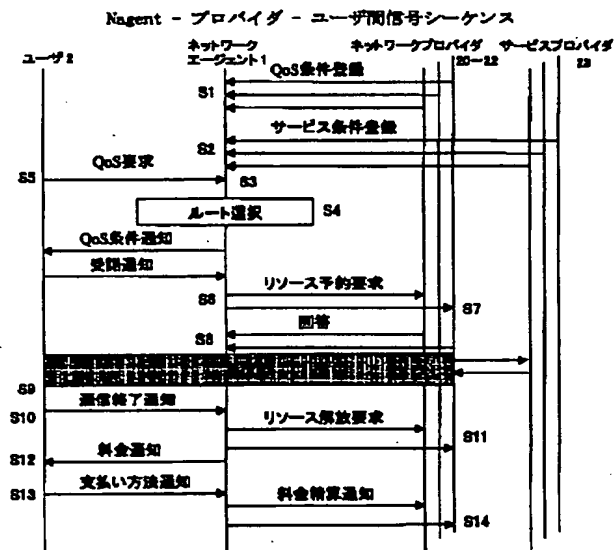 Nagent - プロバイダ - ユーザ間信号シーケンス
ユーザ2
ネットワーク
エージェント1
ネットワークプロバイダ
20-22
サービスプロバイダ
23
QoS条件登録
S1
サービス条件登録
S2
QoS要求
S5
S3
ルート選択
S4
QoS条件通知
受諾通知
リソース予約要求
S6
S7
回答
S8
S9
通信終了通知
S10
リソース解放要求
S11
料金通知
S12
支払い方法通知
S13
料金精算通知
S14